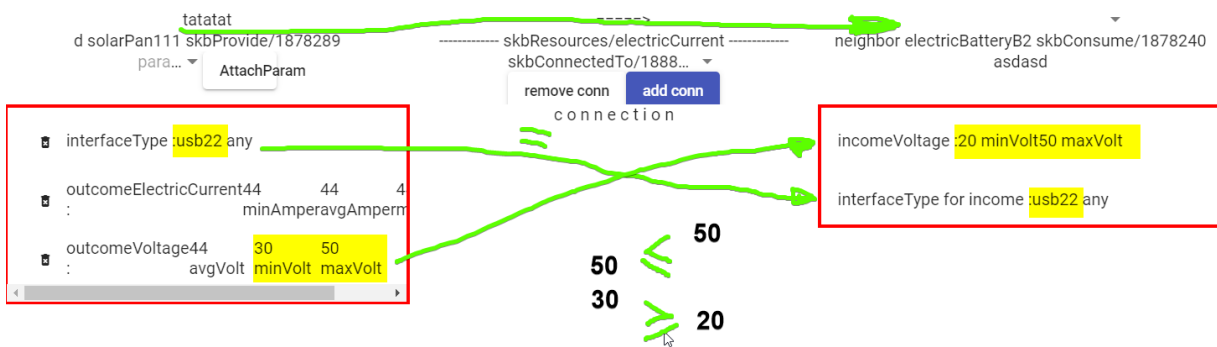 tatatat
=====>
d solarPan111 skbProvide/1878289
------------- skbResources/electricCurrent -------------
neighbor electricBatteryB2 skbConsume/1878240
para...
AttachParam
skbConnectedTo/1888...
asdasd
remove conn
add conn
connection
interfaceType :usb22 any
=
incomeVoltage :20 minVolt50 maxVolt
outcomeElectricCurrent44 44
: minAmperavgAmperm
interfaceType for income :usb22 any
outcomeVoltage44 30 50
: avgVolt minVolt maxVolt
50 ≤ 50
30 ≥ 20